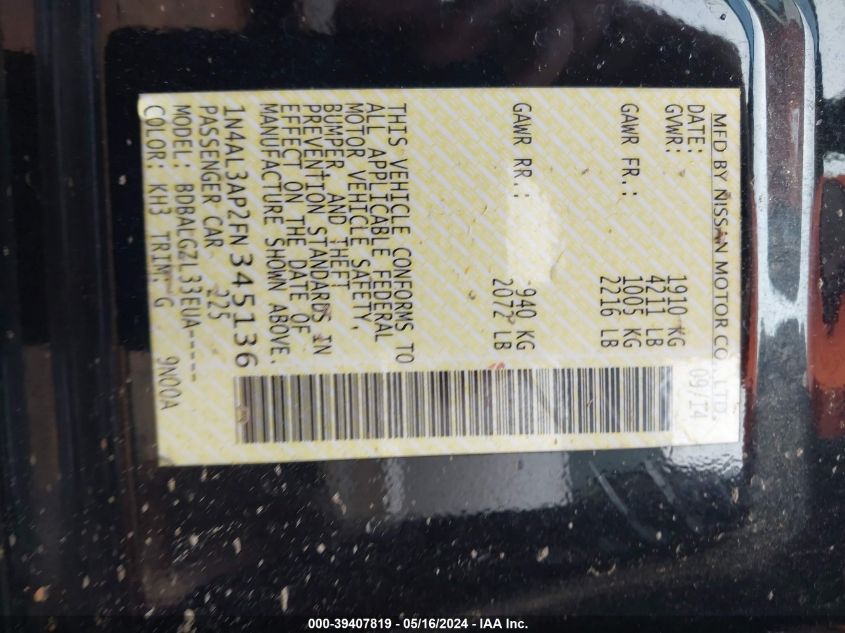 MFD BY NISSAN MOTOR CO., LTD.
DATE: 09/14
GVWR: 1910 KG
4211 LB
GAWR FR.: 1005 KG
2216 LB
GAWR RR.: 940 KG
2072 LB
THIS VEHICLE CONFORMS TO
ALL APPLICABLE FEDERAL
MOTOR VEHICLE SAFETY,
BUMPER, AND THEFT
PREVENTION STANDARDS IN
EFFECT ON THE DATE OF
MANUFACTURE SHOWN ABOVE.
1N4AL3AP2FN345136
PASSENGER CAR 225
MODEL: BDBALGZL33EUA-----
COLOR: KH3 TRIM: G 9N00A
000-39407819 - 05/16/2024 - IAA Inc.